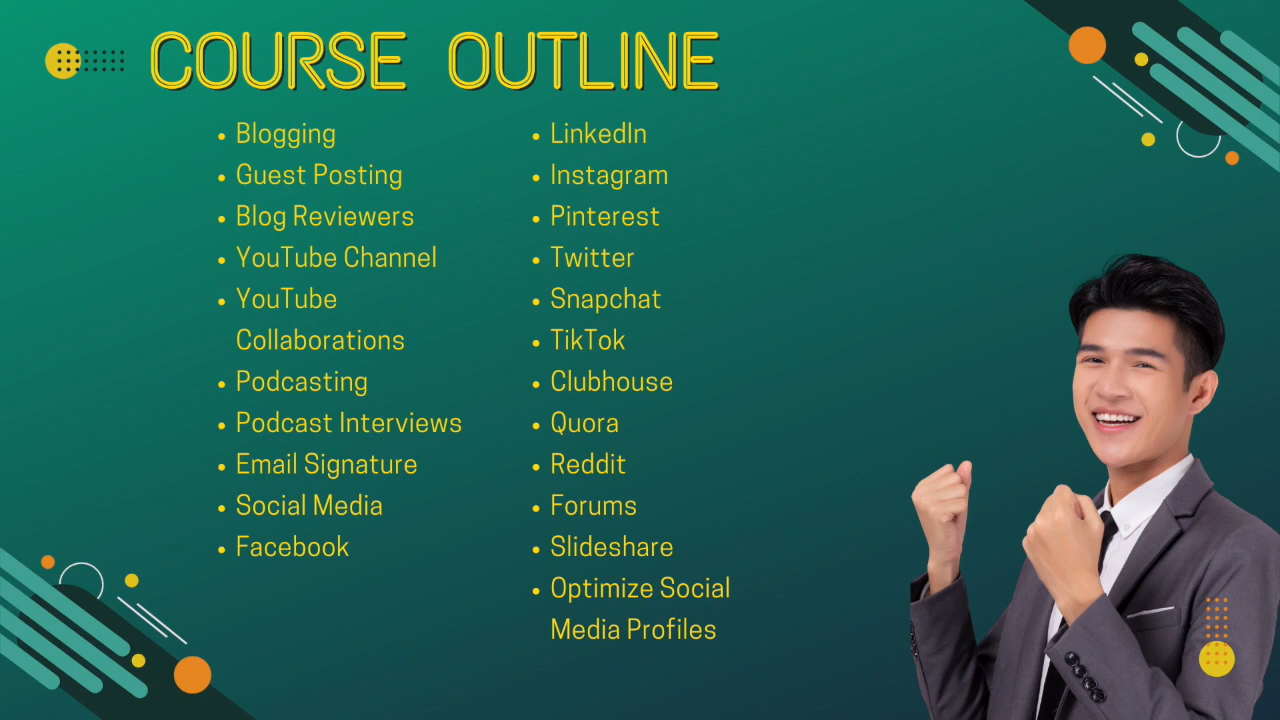 COURSE OUTLINE
Blogging
Guest Posting
Blog Reviewers
YouTube Channel
YouTube
Collaborations
Podcasting
Podcast Interviews
Email Signature
Social Media
Facebook
LinkedIn
Instagram
Pinterest
Twitter
Snapchat
TikTok
Clubhouse
Quora
Reddit
Forums
Slideshare
Optimize Social
Media Profiles